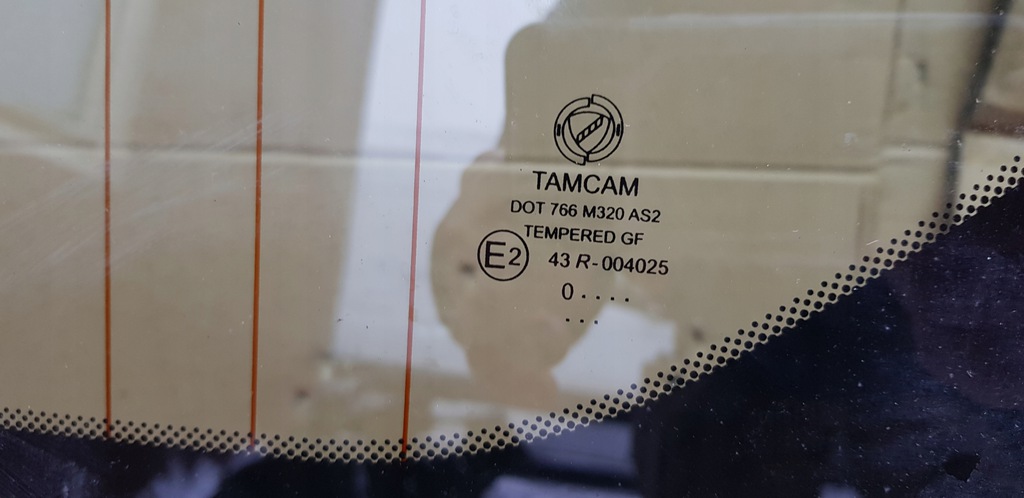 TAMCAM
DOT 766 M320 AS2
TEMPERED GF
E2 43 R-004025
0 . . . .
. . .